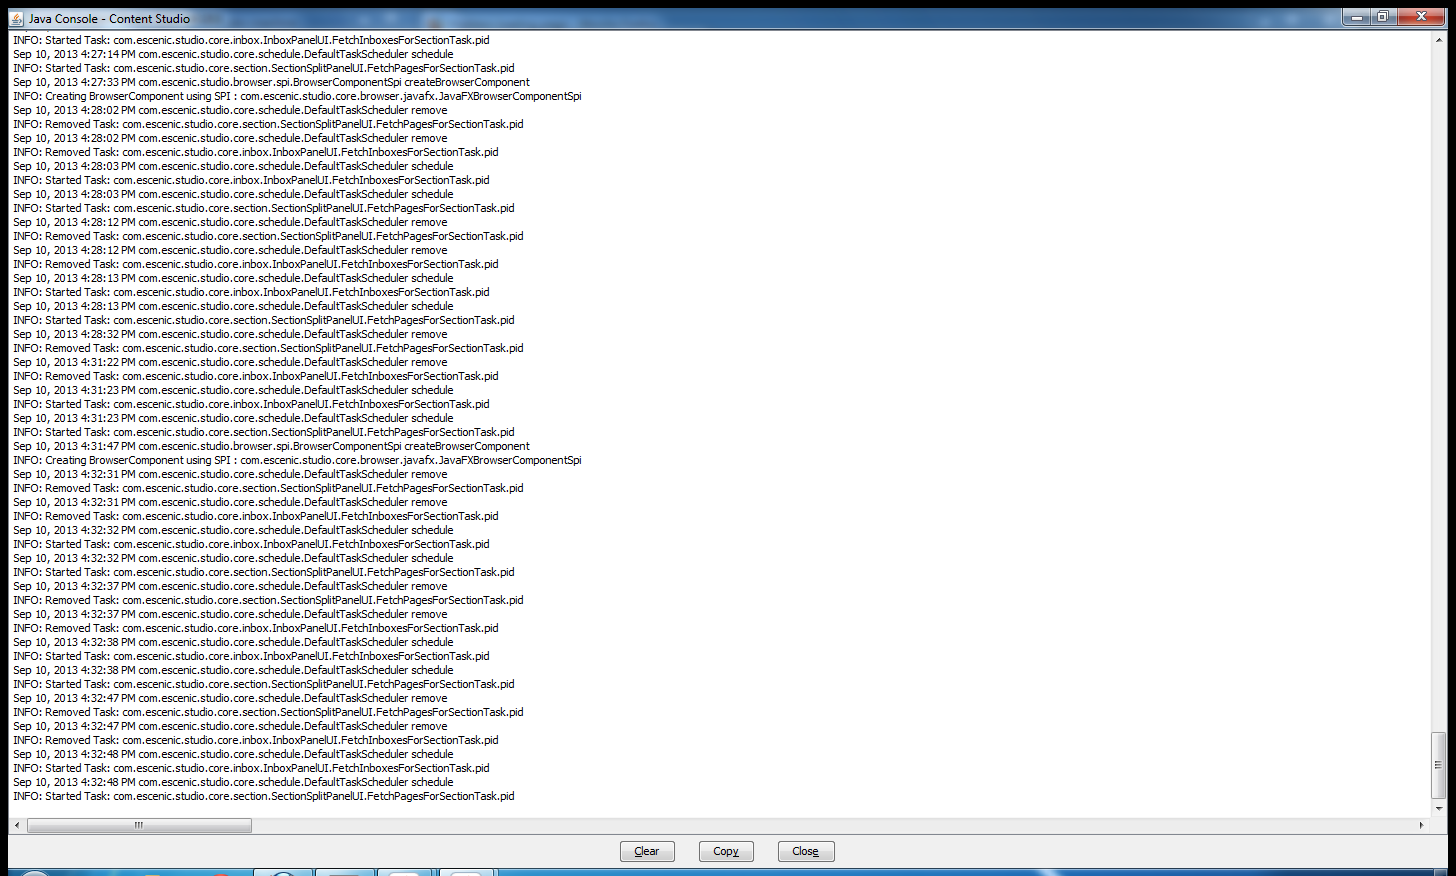 Java Console - Content Studio
INFO: Started Task: com.escenic.studio.core.inbox.InboxPanelUI.FetchInboxesForSectionTask.pid
Sep 10, 2013 4:27:14 PM com.escenic.studio.core.schedule.DefaultTaskScheduler schedule
INFO: Started Task: com.escenic.studio.core.section.SectionSplitPanelUI.FetchPagesForSectionTask.pid
Sep 10, 2013 4:27:33 PM com.escenic.studio.browser.spi.BrowserComponentSpi createBrowserComponent
INFO: Creating BrowserComponent using SPI : com.escenic.studio.core.browser.javafx.JavaFXBrowserComponentSpi
Sep 10, 2013 4:28:02 PM com.escenic.studio.core.schedule.DefaultTaskScheduler remove
INFO: Removed Task: com.escenic.studio.core.section.SectionSplitPanelUI.FetchPagesForSectionTask.pid
Sep 10, 2013 4:28:02 PM com.escenic.studio.core.schedule.DefaultTaskScheduler remove
INFO: Removed Task: com.escenic.studio.core.inbox.InboxPanelUI.FetchInboxesForSectionTask.pid
Sep 10, 2013 4:28:03 PM com.escenic.studio.core.schedule.DefaultTaskScheduler schedule
INFO: Started Task: com.escenic.studio.core.inbox.InboxPanelUI.FetchInboxesForSectionTask.pid
Sep 10, 2013 4:28:03 PM com.escenic.studio.core.schedule.DefaultTaskScheduler schedule
INFO: Started Task: com.escenic.studio.core.section.SectionSplitPanelUI.FetchPagesForSectionTask.pid
Sep 10, 2013 4:28:12 PM com.escenic.studio.core.schedule.DefaultTaskScheduler remove
INFO: Removed Task: com.escenic.studio.core.section.SectionSplitPanelUI.FetchPagesForSectionTask.pid
Sep 10, 2013 4:28:12 PM com.escenic.studio.core.schedule.DefaultTaskScheduler remove
INFO: Removed Task: com.escenic.studio.core.inbox.InboxPanelUI.FetchInboxesForSectionTask.pid
Sep 10, 2013 4:28:13 PM com.escenic.studio.core.schedule.DefaultTaskScheduler schedule
INFO: Started Task: com.escenic.studio.core.inbox.InboxPanelUI.FetchInboxesForSectionTask.pid
Sep 10, 2013 4:28:13 PM com.escenic.studio.core.schedule.DefaultTaskScheduler schedule
INFO: Started Task: com.escenic.studio.core.section.SectionSplitPanelUI.FetchPagesForSectionTask.pid
Sep 10, 2013 4:28:32 PM com.escenic.studio.core.schedule.DefaultTaskScheduler remove
INFO: Removed Task: com.escenic.studio.core.section.SectionSplitPanelUI.FetchPagesForSectionTask.pid
Sep 10, 2013 4:31:22 PM com.escenic.studio.core.schedule.DefaultTaskScheduler remove
INFO: Removed Task: com.escenic.studio.core.inbox.InboxPanelUI.FetchInboxesForSectionTask.pid
Sep 10, 2013 4:31:23 PM com.escenic.studio.core.schedule.DefaultTaskScheduler schedule
INFO: Started Task: com.escenic.studio.core.inbox.InboxPanelUI.FetchInboxesForSectionTask.pid
Sep 10, 2013 4:31:23 PM com.escenic.studio.core.schedule.DefaultTaskScheduler schedule
INFO: Started Task: com.escenic.studio.core.section.SectionSplitPanelUI.FetchPagesForSectionTask.pid
Sep 10, 2013 4:31:47 PM com.escenic.studio.browser.spi.BrowserComponentSpi createBrowserComponent
INFO: Creating BrowserComponent using SPI : com.escenic.studio.core.browser.javafx.JavaFXBrowserComponentSpi
Sep 10, 2013 4:32:31 PM com.escenic.studio.core.schedule.DefaultTaskScheduler remove
INFO: Removed Task: com.escenic.studio.core.section.SectionSplitPanelUI.FetchPagesForSectionTask.pid
Sep 10, 2013 4:32:31 PM com.escenic.studio.core.schedule.DefaultTaskScheduler remove
INFO: Removed Task: com.escenic.studio.core.inbox.InboxPanelUI.FetchInboxesForSectionTask.pid
Sep 10, 2013 4:32:32 PM com.escenic.studio.core.schedule.DefaultTaskScheduler schedule
INFO: Started Task: com.escenic.studio.core.inbox.InboxPanelUI.FetchInboxesForSectionTask.pid
Sep 10, 2013 4:32:32 PM com.escenic.studio.core.schedule.DefaultTaskScheduler schedule
INFO: Started Task: com.escenic.studio.core.section.SectionSplitPanelUI.FetchPagesForSectionTask.pid
Sep 10, 2013 4:32:37 PM com.escenic.studio.core.schedule.DefaultTaskScheduler remove
INFO: Removed Task: com.escenic.studio.core.section.SectionSplitPanelUI.FetchPagesForSectionTask.pid
Sep 10, 2013 4:32:37 PM com.escenic.studio.core.schedule.DefaultTaskScheduler remove
INFO: Removed Task: com.escenic.studio.core.inbox.InboxPanelUI.FetchInboxesForSectionTask.pid
Sep 10, 2013 4:32:38 PM com.escenic.studio.core.schedule.DefaultTaskScheduler schedule
INFO: Started Task: com.escenic.studio.core.inbox.InboxPanelUI.FetchInboxesForSectionTask.pid
Sep 10, 2013 4:32:38 PM com.escenic.studio.core.schedule.DefaultTaskScheduler schedule
INFO: Started Task: com.escenic.studio.core.section.SectionSplitPanelUI.FetchPagesForSectionTask.pid
Sep 10, 2013 4:32:47 PM com.escenic.studio.core.schedule.DefaultTaskScheduler remove
INFO: Removed Task: com.escenic.studio.core.section.SectionSplitPanelUI.FetchPagesForSectionTask.pid
Sep 10, 2013 4:32:47 PM com.escenic.studio.core.schedule.DefaultTaskScheduler remove
INFO: Removed Task: com.escenic.studio.core.inbox.InboxPanelUI.FetchInboxesForSectionTask.pid
Sep 10, 2013 4:32:48 PM com.escenic.studio.core.schedule.DefaultTaskScheduler schedule
INFO: Started Task: com.escenic.studio.core.inbox.InboxPanelUI.FetchInboxesForSectionTask.pid
Sep 10, 2013 4:32:48 PM com.escenic.studio.core.schedule.DefaultTaskScheduler schedule
INFO: Started Task: com.escenic.studio.core.section.SectionSplitPanelUI.FetchPagesForSectionTask.pid
Clear Copy Close